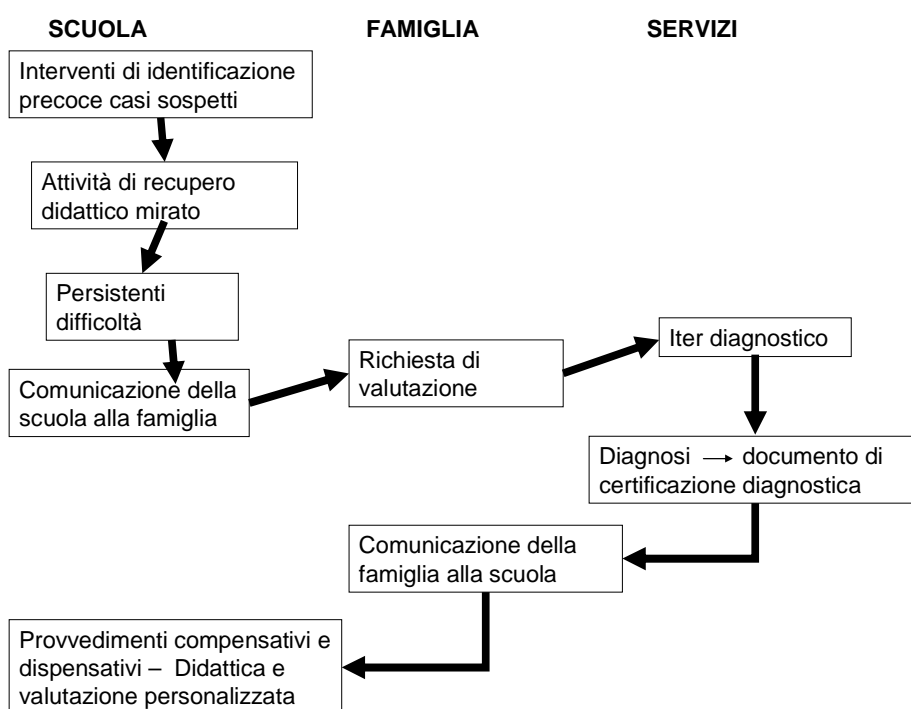 SCUOLA
FAMIGLIA
SERVIZI
Interventi di identificazione
precoce casi sospetti
Attività di recupero
didattico mirato
Persistenti
difficoltà
Comunicazione della
scuola alla famiglia
Richiesta di
valutazione
Iter diagnostico
Diagnosi → documento di
certificazione diagnostica
Comunicazione della
famiglia alla scuola
Provvedimenti compensativi e
dispensativi – Didattica e
valutazione personalizzata